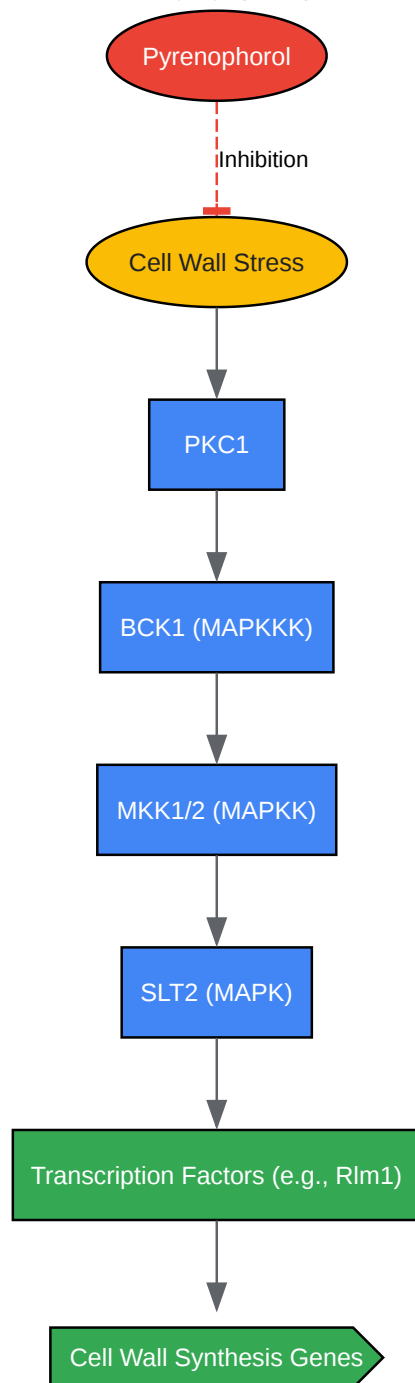 Pyrenophorol
Inhibition
Cell Wall Stress
PKC1
BCK1 (MAPKKK)
MKK1/2 (MAPKK)
SLT2 (MAPK)
Transcription Factors (e.g., Rlm1)
Cell Wall Synthesis Genes